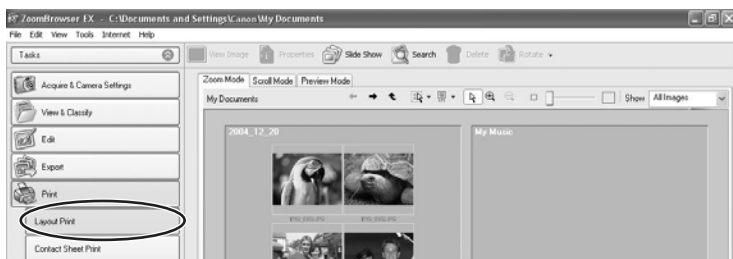 ZoomBrowser EX - C:\Documents and Settings\Canon\My Documents
File Edit View Tools Internet Help
Tasks
View Image Properties Slide Show Search Delete Rotate
Acquire & Camera Settings
Zoom Mode Scroll Mode Preview Mode
My Documents
Show All Images
View & Classify
2004_12_20
My Music
Edit
Export
Print
Layout Print
Contact Sheet Print